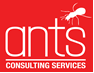 ants
CONSULTING SERVICES